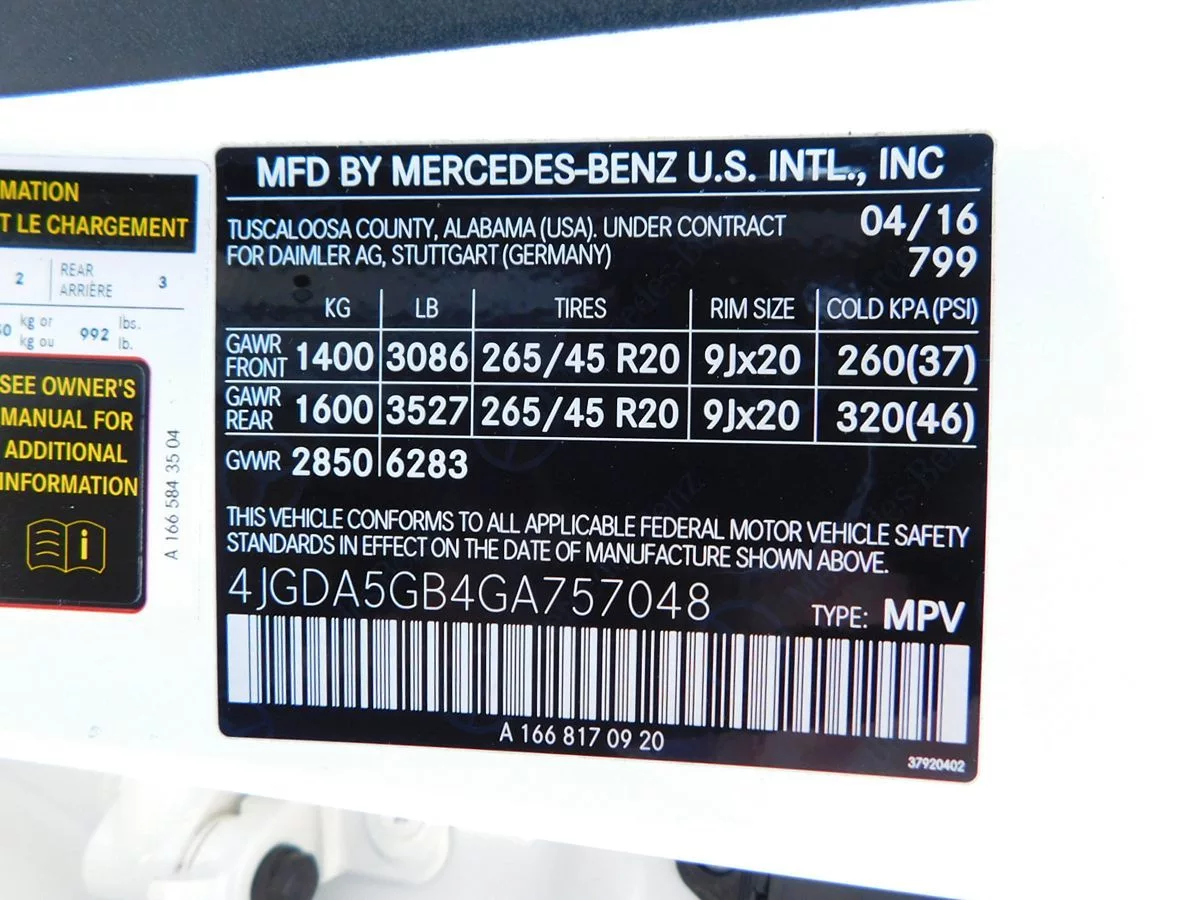 MATION
T LE CHARGEMENT
2 REAR ARRIÈRE 3
kg or kg ou 992 lbs. lb.
SEE OWNER'S
MANUAL FOR
ADDITIONAL
INFORMATION
i
A 166 584 35 04
MFD BY MERCEDES-BENZ U.S. INTL., INC
TUSCALOOSA COUNTY, ALABAMA (USA). UNDER CONTRACT 04/16
FOR DAIMLER AG, STUTTGART (GERMANY) 799
KG LB TIRES RIM SIZE COLD KPA (PSI)
GAWR FRONT 1400 3086 265/45 R20 9Jx20 260(37)
GAWR REAR 1600 3527 265/45 R20 9Jx20 320(46)
GVWR 2850 6283
THIS VEHICLE CONFORMS TO ALL APPLICABLE FEDERAL MOTOR VEHICLE SAFETY
STANDARDS IN EFFECT ON THE DATE OF MANUFACTURE SHOWN ABOVE.
4JGDA5GB4GA757048 TYPE: MPV
A 166 817 09 20
37920402